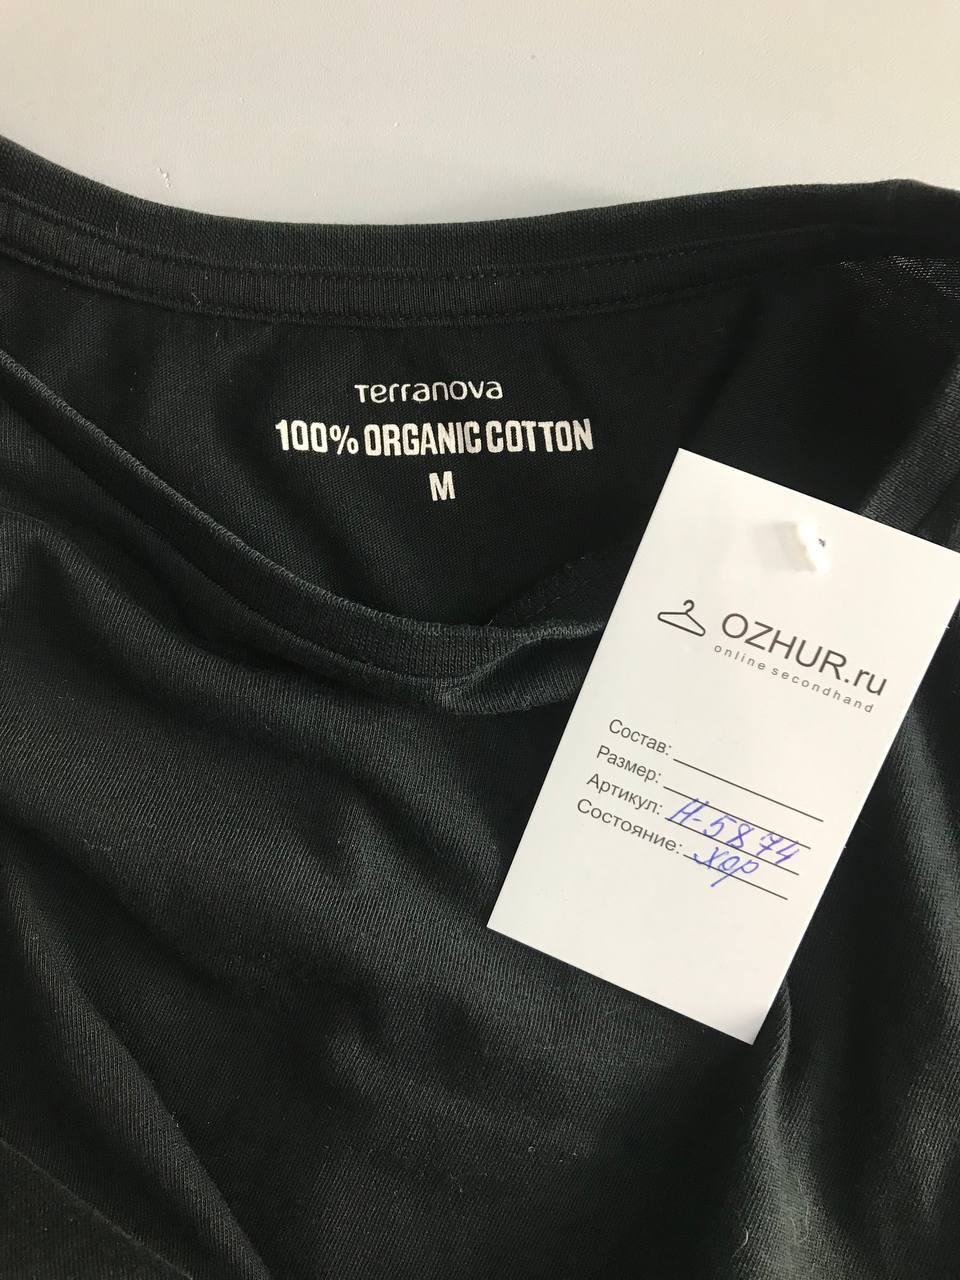 Terranova
100% ORGANIC COTTON
M
OZHUR.ru
online secondhand
Состав:
Размер:
Артикул: Н-5874
Состояние: хор